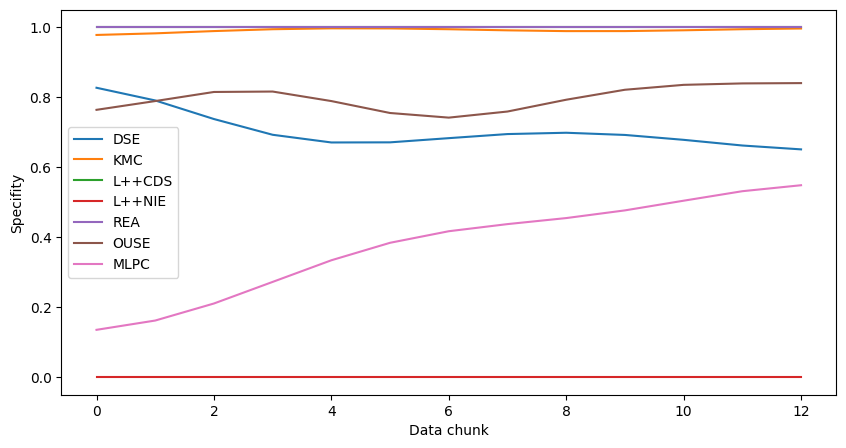 1.0
0.8
0.6
0.4
0.2
0.0
Specifity
DSE
KMC
L++CDS
L++NIE
REA
OUSE
MLPC
0 2 4 6 8 10 12
Data chunk